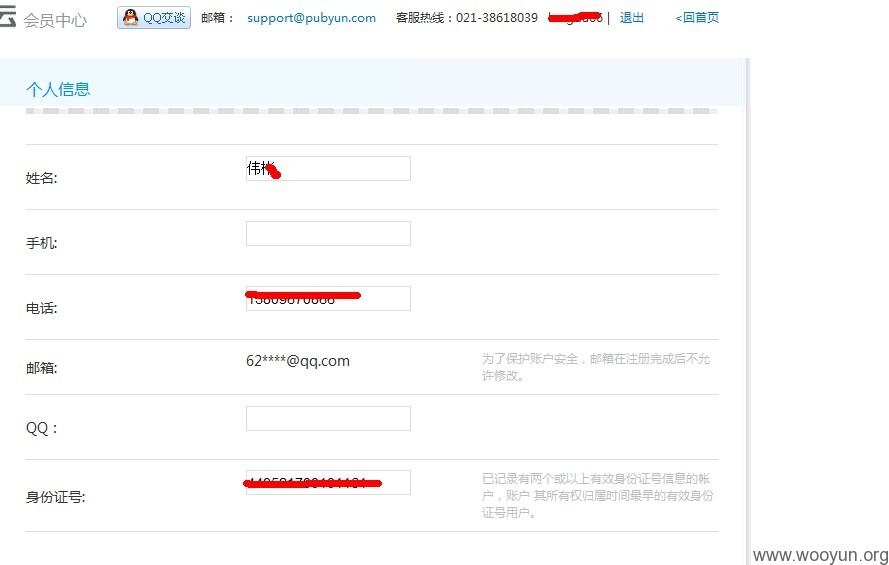 云 会员中心 QQ交谈 邮箱： support@pubyun.com 客服热线：021-38618039 | 退出 <回首页
个人信息
姓名: 伟
手机:
电话:
邮箱: 62****@qq.com 为了保护账户安全，邮箱在注册完成后不允
许修改。
QQ：
身份证号: 已记录有两个或以上有效身份证号信息的帐
户，账户 其所有权归属时间最早的有效身份
证号用户。
www.wooyun.org